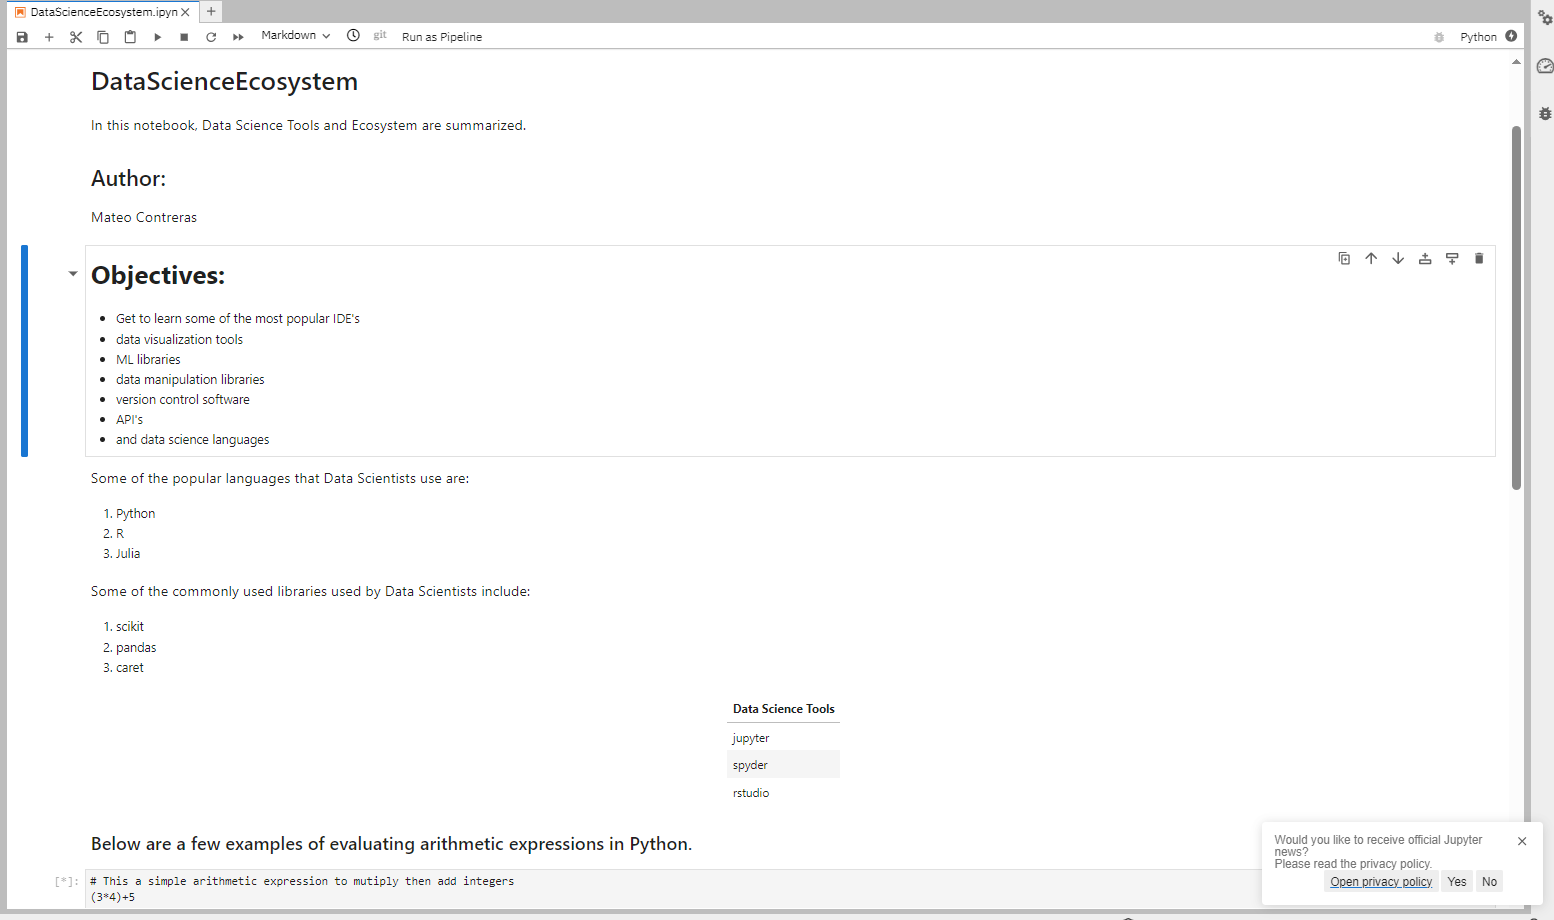 DataScienceEcosystem.ipyn
Markdown
git
Run as Pipeline
Python
DataScienceEcosystem
In this notebook, Data Science Tools and Ecosystem are summarized.
Author:
Mateo Contreras
Objectives:
Get to learn some of the most popular IDE's
data visualization tools
ML libraries
data manipulation libraries
version control software
API's
and data science languages
Some of the popular languages that Data Scientists use are:
1. Python
2. R
3. Julia
Some of the commonly used libraries used by Data Scientists include:
1. scikit
2. pandas
3. caret
Data Science Tools
jupyter
spyder
rstudio
Below are a few examples of evaluating arithmetic expressions in Python.
[*]: # This a simple arithmetic expression to mutiply then add integers
(3*4)+5
Would you like to receive official Jupyter
news?
Please read the privacy policy.
Open privacy policy Yes No